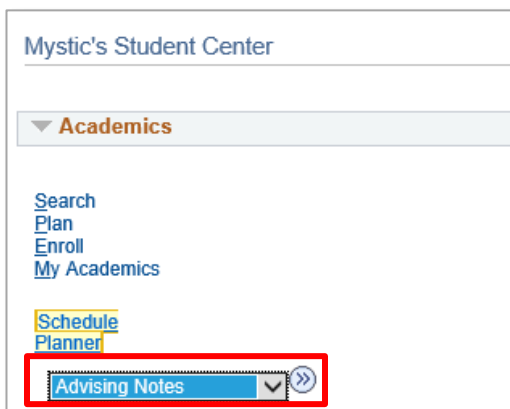 Mystic's Student Center
Academics
Search
Plan
Enroll
My Academics
Schedule
Planner
Advising Notes